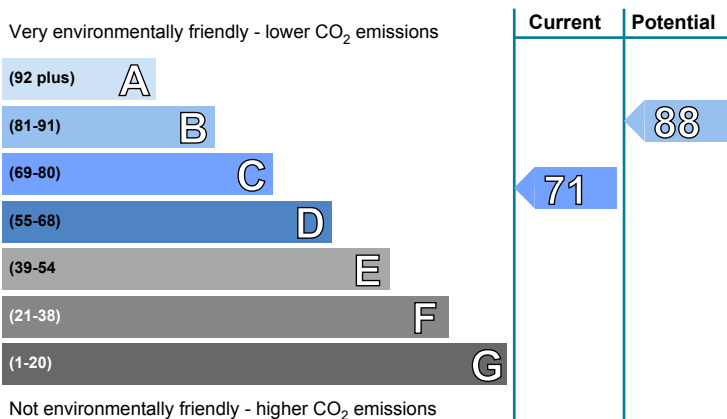 Very environmentally friendly - lower CO2 emissions
Current
Potential
(92 plus) A
(81-91) B
88
(69-80) C
71
(55-68) D
(39-54 E
(21-38) F
(1-20) G
Not environmentally friendly - higher CO2 emissions